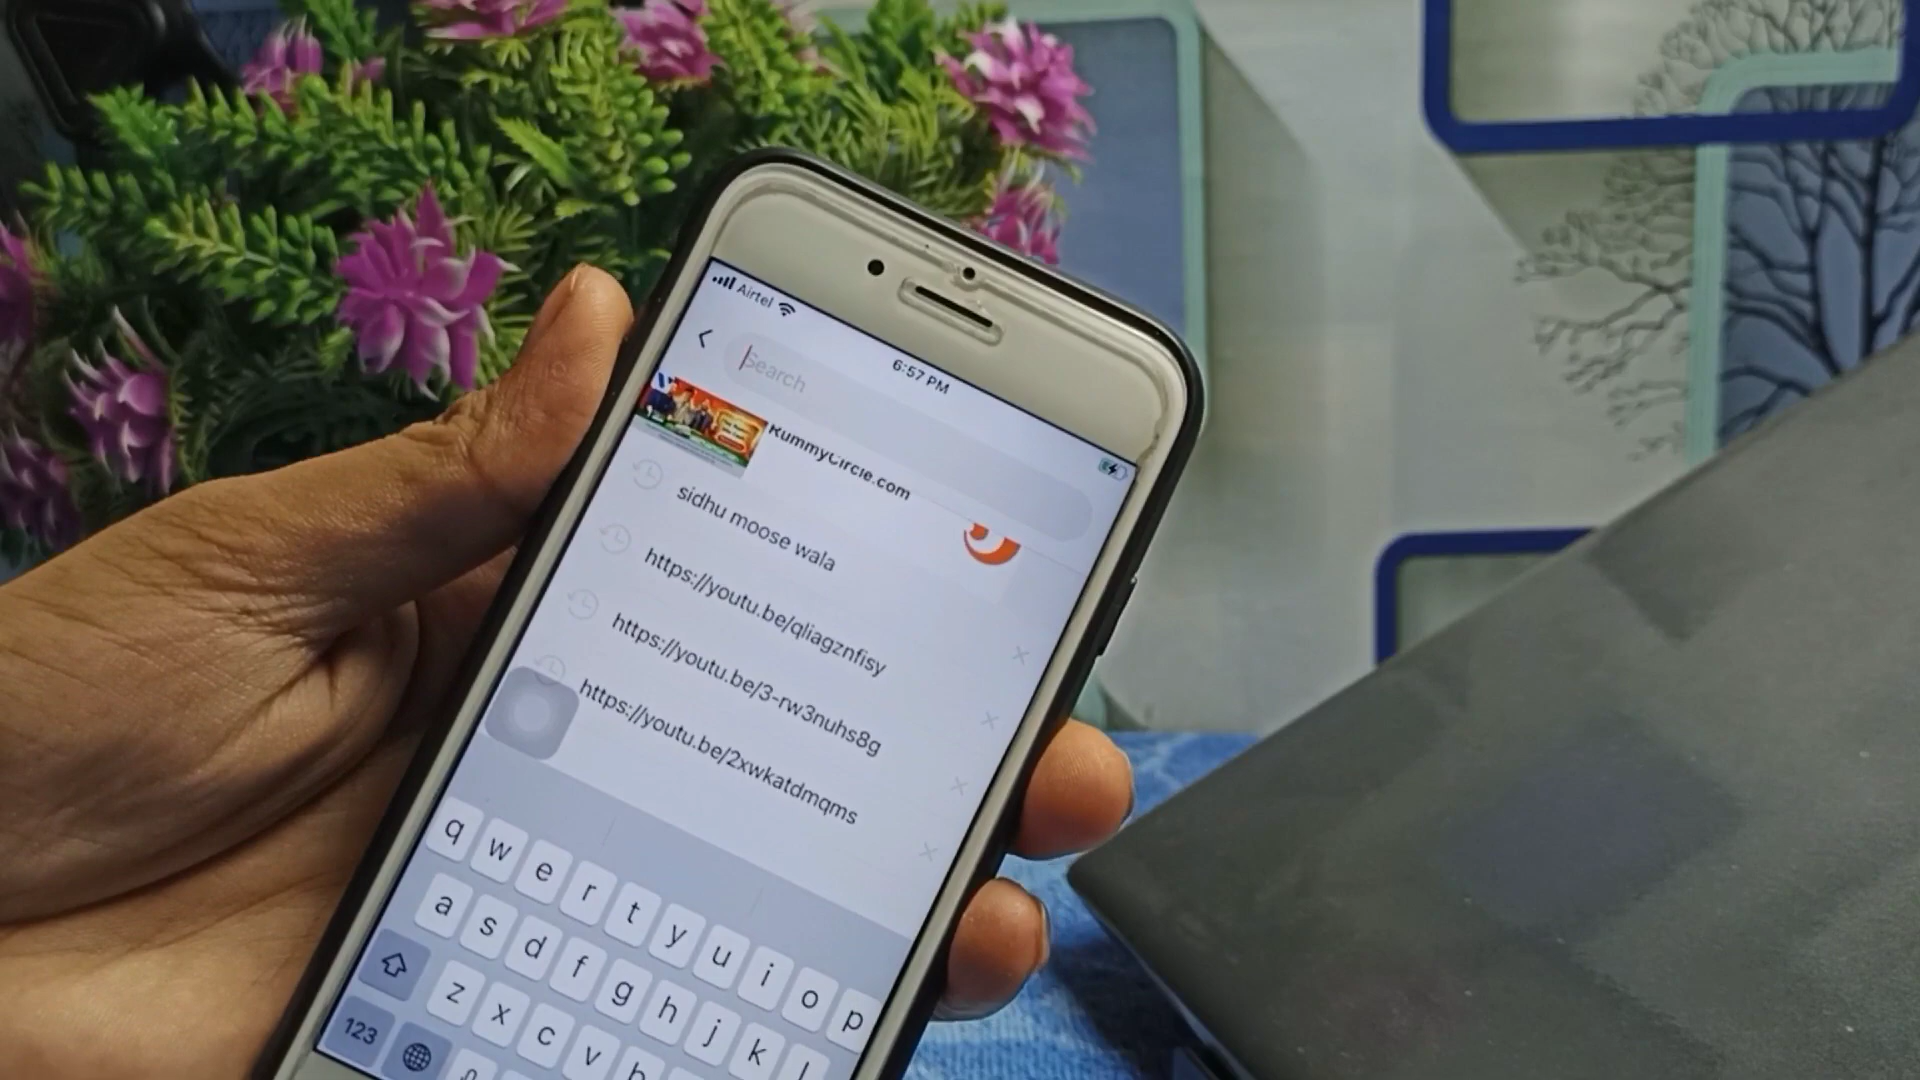 Airtel
6:57 PM
Search
RummyCircle.com
sidhu moose wala
https://youtu.be/qliagznfisy
https://youtu.be/3-rw3nuhs8g
https://youtu.be/2xwkatdmqms
q w e r t y u i o p
a s d f g h j k l
z x c v b
123